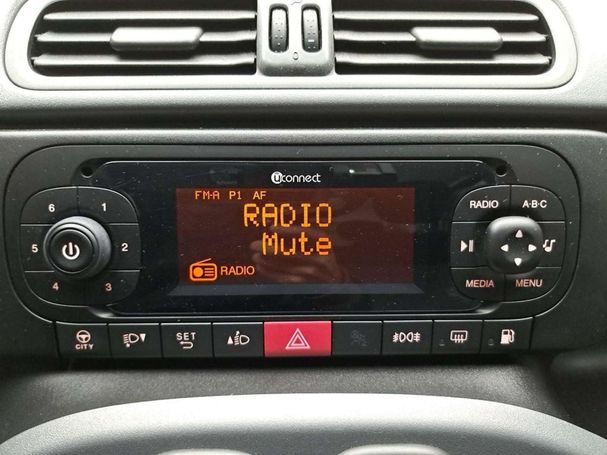 Uconnect
FM-A P1 AF
RADIO
Mute
RADIO
6 1
5 2
4 3
RADIO A·B·C
MEDIA MENU
CITY
SET